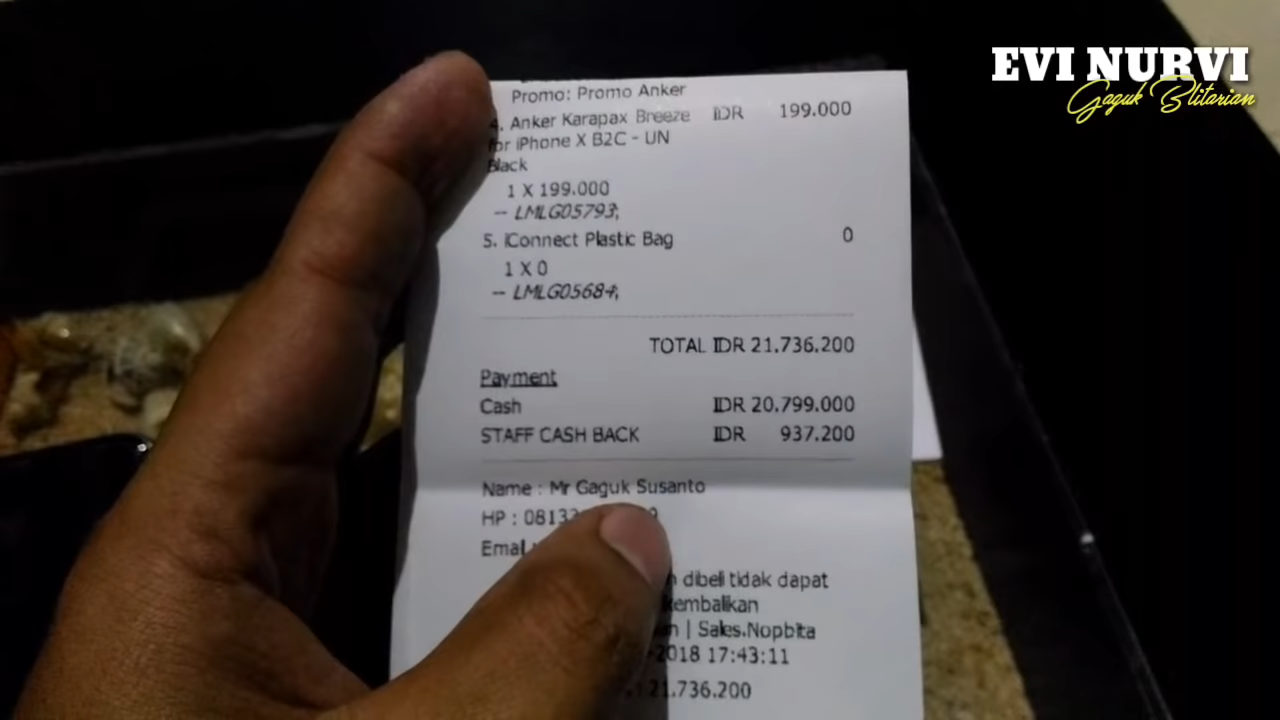 EVI NURVI
Gaguk Blitarian
Promo: Promo Anker
4. Anker Karapax Breeze IDR 199.000
for iPhone X B2C - UN
Black
1 X 199.000
-- LMLG05793;
5. iConnect Plastic Bag 0
1 X 0
-- LMLG05684;
TOTAL IDR 21.736.200
Payment
Cash IDR 20.799.000
STAFF CASH BACK IDR 937.200
Name : Mr Gaguk Susanto
HP : 0813
Email
dibeli tidak dapat
kembalikan
| Sales.Nopbita
-2018 17:43:11
21.736.200